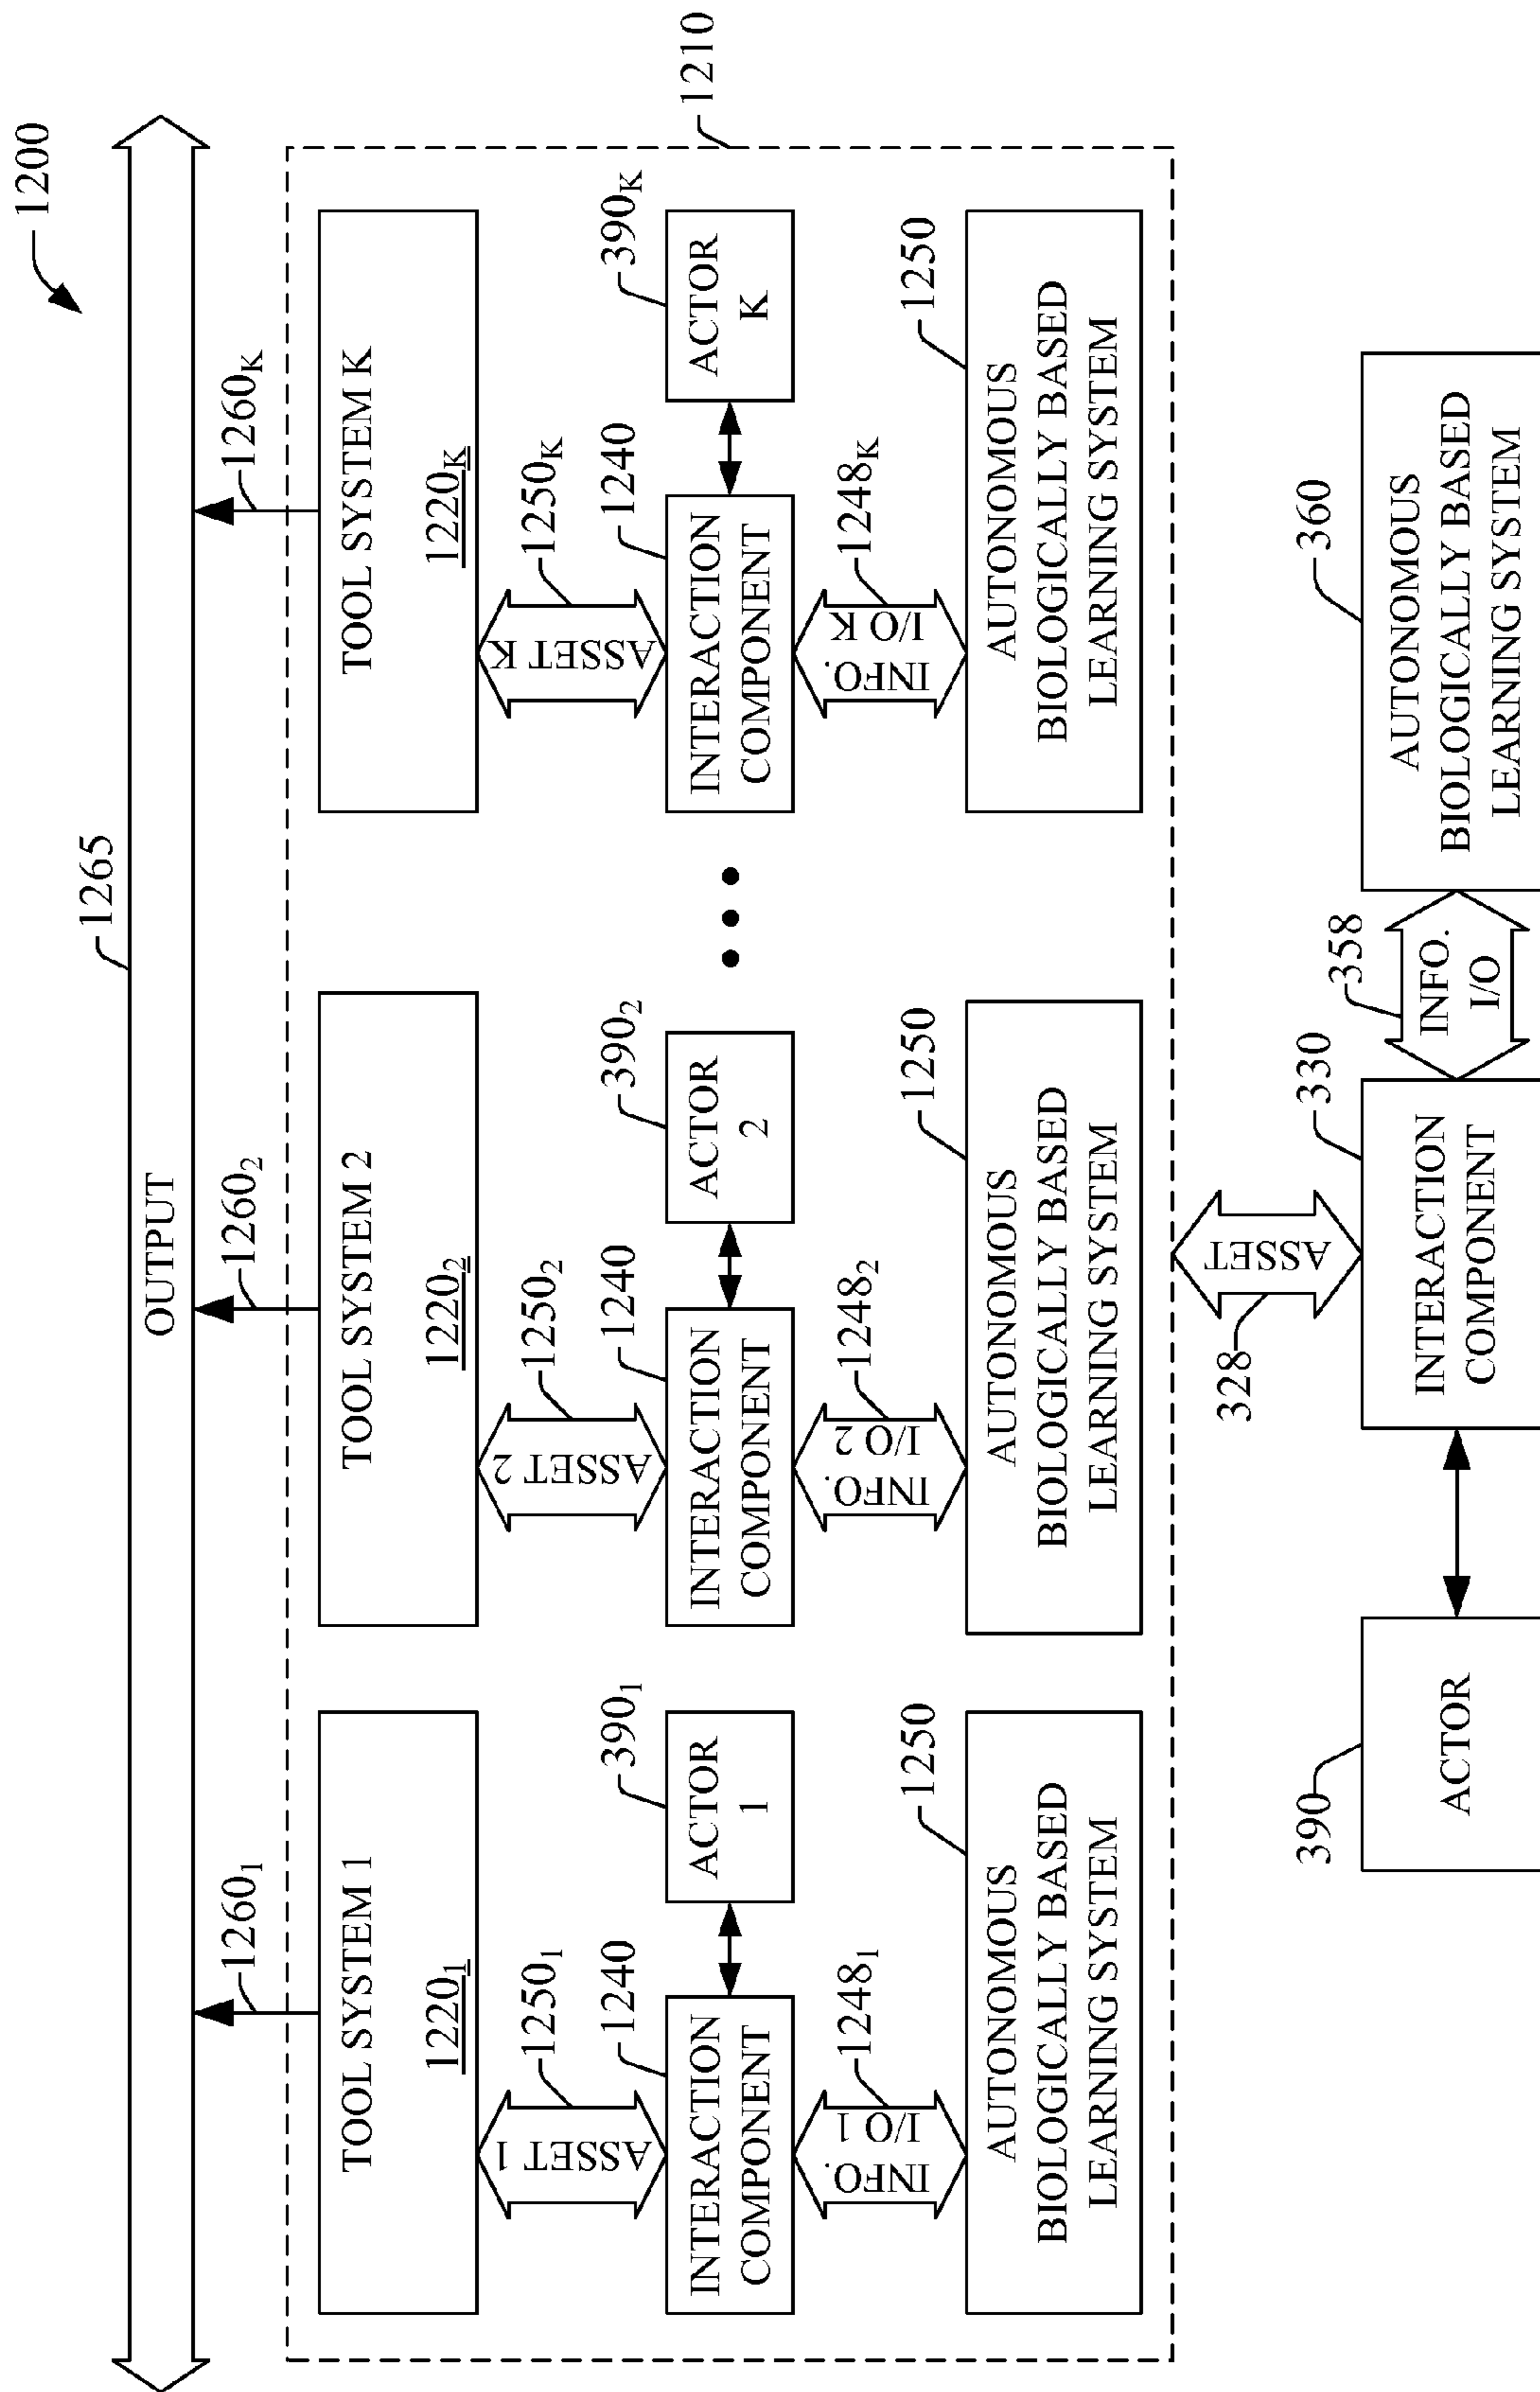 1200
1265
OUTPUT
1260₁
1260₂
1260K
1210
TOOL SYSTEM 1
1220₁
TOOL SYSTEM 2
1220₂
TOOL SYSTEM K
1220K
ASSET 1
1250₁
ASSET 2
1250₂
ASSET K
1250K
1240
390₁
1240
390₂
1240
390K
INTERACTION
COMPONENT
ACTOR
1
INTERACTION
COMPONENT
ACTOR
2
INTERACTION
COMPONENT
ACTOR
K
INFO.
I/O 1
1248₁
INFO.
I/O 2
1248₂
INFO.
I/O K
1248K
1250
1250
1250
AUTONOMOUS
BIOLOGICALLY BASED
LEARNING SYSTEM
AUTONOMOUS
BIOLOGICALLY BASED
LEARNING SYSTEM
AUTONOMOUS
BIOLOGICALLY BASED
LEARNING SYSTEM
328
ASSET
390
ACTOR
330
INTERACTION
COMPONENT
358
INFO.
I/O
360
AUTONOMOUS
BIOLOGICALLY BASED
LEARNING SYSTEM